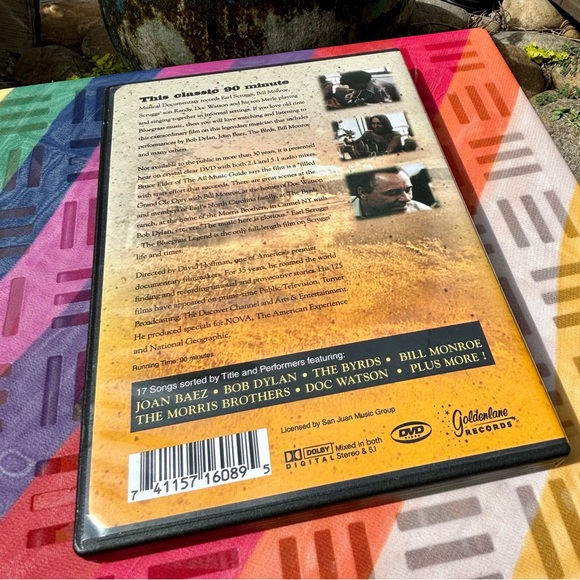 This classic 90 minute
Musical Documentary records Earl Scruggs, Bill Monroe,
Scruggs' son Randy, Doc Watson and his son Merle playing
and singing together in informal settings. If you love old time
Bluegrass music, then you will love watching and listening to
this extraordinary film on this legendary musician that includes
performances by Bob Dylan, Joan Baez, The Birds, Bill Monroe
and many others.
Not available to the public in more than 30 years, it is presented
here on crystal clear DVD with both 2.1 and 5.1 audio mixes.
Bruce Elder of The All Music Guide says the film is a "filled
with every effort that succeeds. There are great scenes at the
Grand Ole Opry with Bill Monroe, at the home of Doc Watson
and members of Earl's North Carolina family, The Byrds
ranch, at the home of the Morris Brothers, in Carmel NY with
Bob Dylan, etc. "The music here is glorious." Earl Scruggs
"The Bluegrass Legend is the only full-length film on Scruggs'
life and times."
Directed by David Hoffman, one of America's premier
documentary filmmakers. For 35 years, he roamed the world
finding and recording unusual and provocative stories. His 125
films have appeared on prime-time Public Television, Turner
Broadcasting, The Discover Channel and Arts & Entertainment.
He produced specials for NOVA, The American Experience
and National Geographic.
Running Time: 90 minutes
17 Songs sorted by Title and Performers featuring:
JOAN BAEZ • BOB DYLAN • THE BYRDS • BILL MONROE
THE MORRIS BROTHERS • DOC WATSON • PLUS MORE !
Licensed by San Juan Music Group
7 41157 16089 5
DOLBY
DIGITAL
Mixed in both
Stereo & 5.1
DVD
VIDEO
Goldenlane
RECORDS